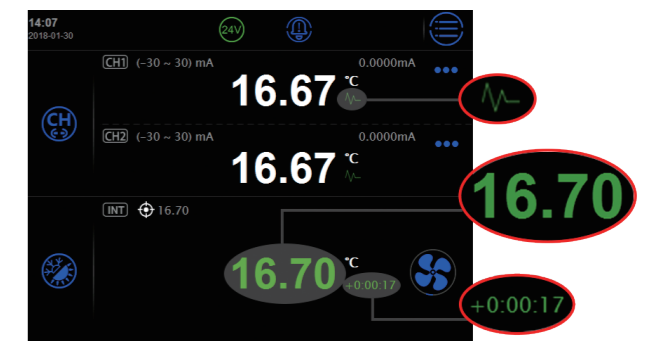 14:07
2018-01-30
24V
CH1 (−30 ~ 30) mA
0.0000mA
16.67 ℃
CH
CH2 (−30 ~ 30) mA
0.0000mA
16.67 ℃
16.70
INT 16.70
16.70 ℃
+0:00:17
+0:00:17